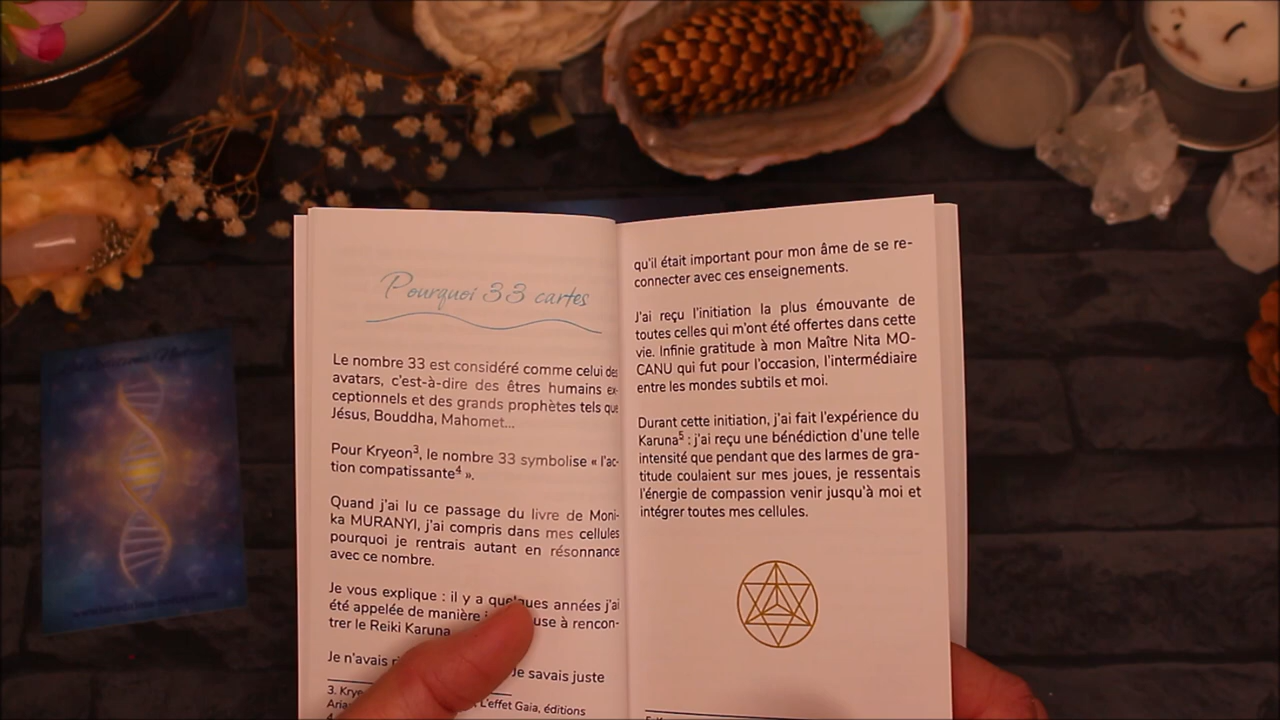 Pourquoi 33 cartes
Le nombre 33 est considéré comme celui des
avatars, c'est-à-dire des êtres humains ex-
ceptionnels et des grands prophètes tels que
Jésus, Bouddha, Mahomet...
Pour Kryeon³, le nombre 33 symbolise « l'ac-
tion compatissante⁴ ».
Quand j'ai lu ce passage du livre de Moni-
ka MURANYI, j'ai compris dans mes cellules
pourquoi je rentrais autant en résonnance
avec ce nombre.
Je vous explique : il y a quelques années j'ai
été appelée de manière à rencon-
trer le Reiki Karuna
Je n'avais je savais juste
3. L'effet Gaia, éditions
4
qu'il était important pour mon âme de se re-
connecter avec ces enseignements.
J'ai reçu l'initiation la plus émouvante de
toutes celles qui m'ont été offertes dans cette
vie. Infinie gratitude à mon Maître Nita MO-
CANU qui fut pour l'occasion, l'intermédiaire
entre les mondes subtils et moi.
Durant cette initiation, j'ai fait l'expérience du
Karuna⁵ : j'ai reçu une bénédiction d'une telle
intensité que pendant que des larmes de gra-
titude coulaient sur mes joues, je ressentais
l'énergie de compassion venir jusqu'à moi et
intégrer toutes mes cellules.